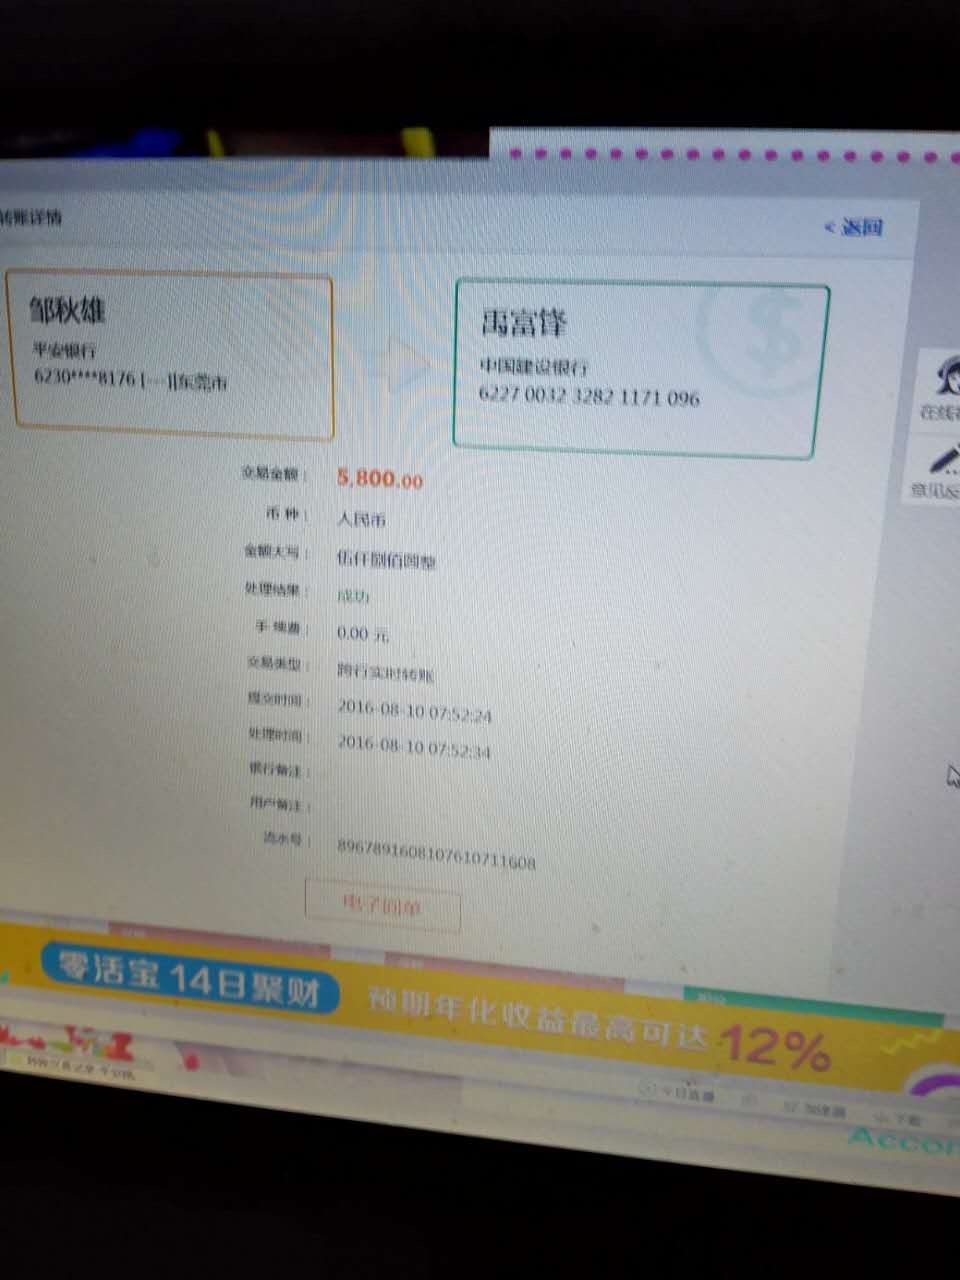 转账详情
< 返回
邹秋雄
平安银行
6230****8176 [···]|东莞市
禹富锋
中国建设银行
6227 0032 3282 1171 096
在线
意见反
交易金额： 5,800.00
币 种： 人民币
金额大写： 伍仟捌佰圆整
处理结果： 成功
手 续费： 0.00 元
交易类型： 跨行实时转账
提交时间： 2016-08-10 07:52:24
处理时间： 2016-08-10 07:52:34
银行备注：
用户备注：
流水号： 8967891608107610711608
电子回单
零活宝 14日聚财 预期年化收益最高可达 12%
今日直播
加速器
下载
Accor